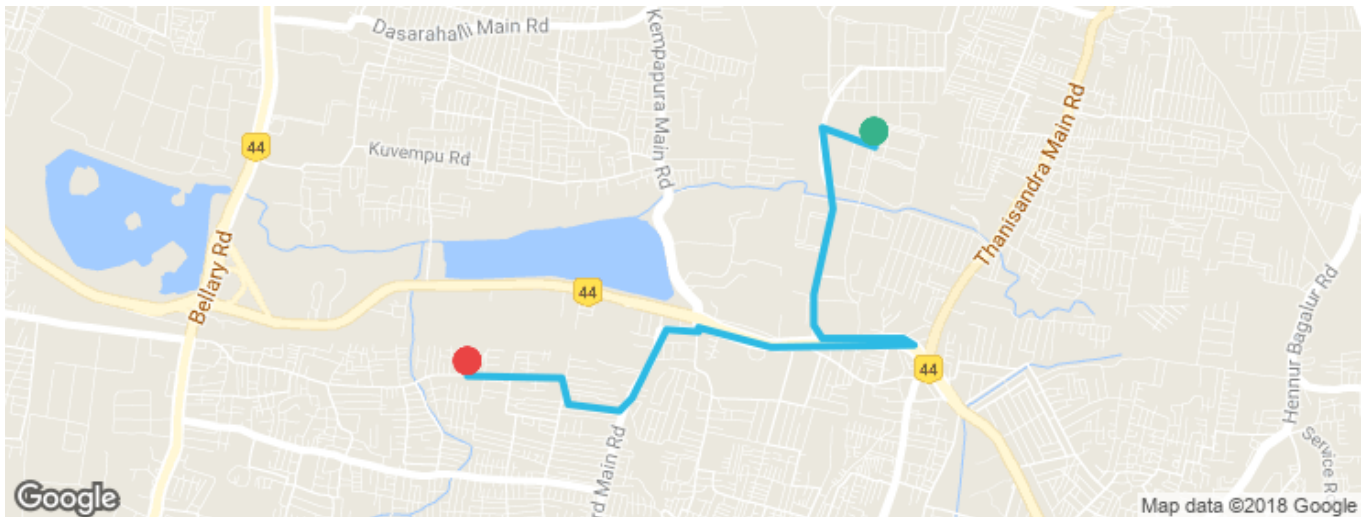 Dasarahalli Main Rd
Kempapura Main Rd
44
Kuvempu Rd
Thanisandra Main Rd
Bellary Rd
44
Hennur Bagalur Rd
44
rd Main Rd
Service R
Google
Map data ©2018 Google